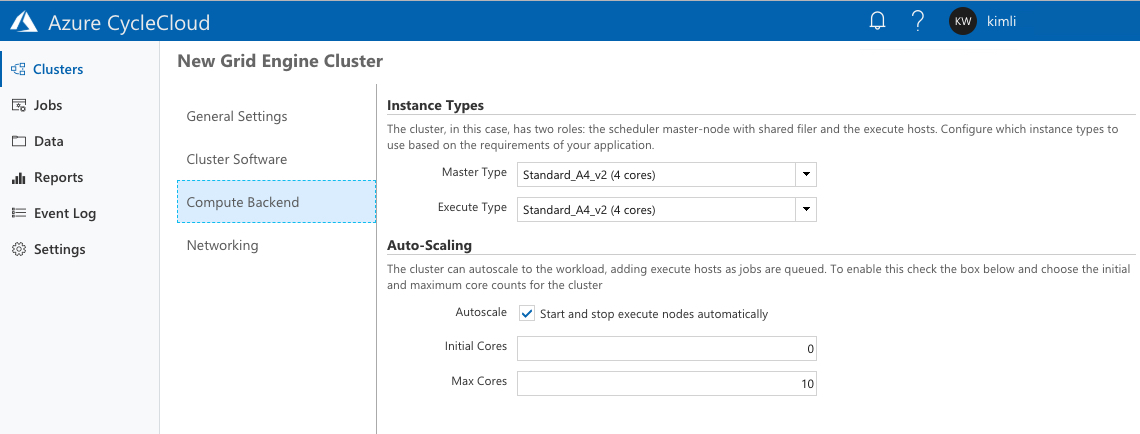 Azure CycleCloud
KW
kimli
Clusters
Jobs
Data
Reports
Event Log
Settings
New Grid Engine Cluster
General Settings
Cluster Software
Compute Backend
Networking
Instance Types
The cluster, in this case, has two roles: the scheduler master-node with shared filer and the execute hosts. Configure which instance types to
use based on the requirements of your application.
Master Type Standard_A4_v2 (4 cores)
Execute Type Standard_A4_v2 (4 cores)
Auto-Scaling
The cluster can autoscale to the workload, adding execute hosts as jobs are queued. To enable this check the box below and choose the initial
and maximum core counts for the cluster
Autoscale Start and stop execute nodes automatically
Initial Cores 0
Max Cores 10